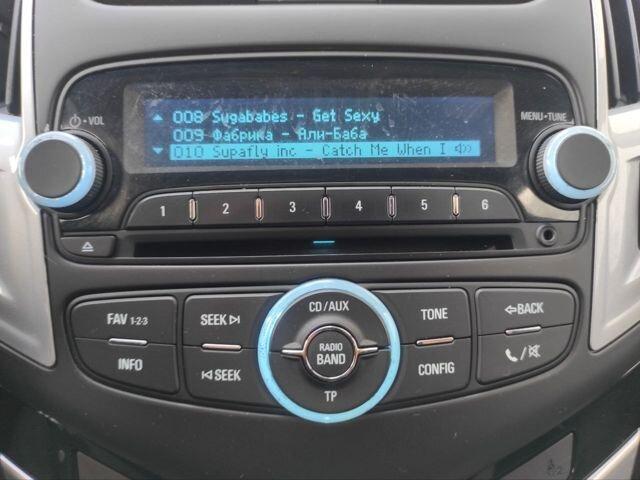 VOL
MENU-TUNE
008 Sugababes - Get Sexy
009 Фабрика - Али-Баба
010 Supafly inc - Catch Me When I
1 2 3 4 5 6
FAV 1-2-3
SEEK
CD/AUX
TONE
BACK
RADIO
BAND
INFO
SEEK
TP
CONFIG